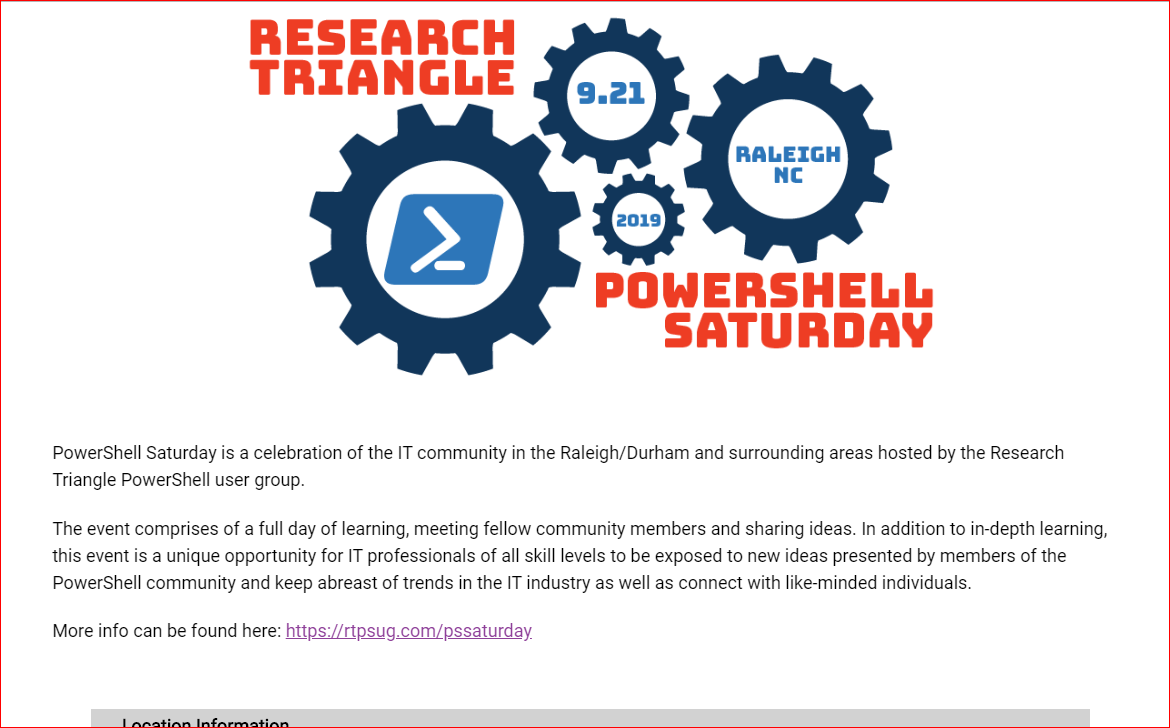 RESEARCH
TRIANGLE
9.21
RALEIGH
NC
2019
POWERSHELL
SATURDAY
PowerShell Saturday is a celebration of the IT community in the Raleigh/Durham and surrounding areas hosted by the Research
Triangle PowerShell user group.
The event comprises of a full day of learning, meeting fellow community members and sharing ideas. In addition to in-depth learning,
this event is a unique opportunity for IT professionals of all skill levels to be exposed to new ideas presented by members of the
PowerShell community and keep abreast of trends in the IT industry as well as connect with like-minded individuals.
More info can be found here: https://rtpsug.com/pssaturday
Location Information